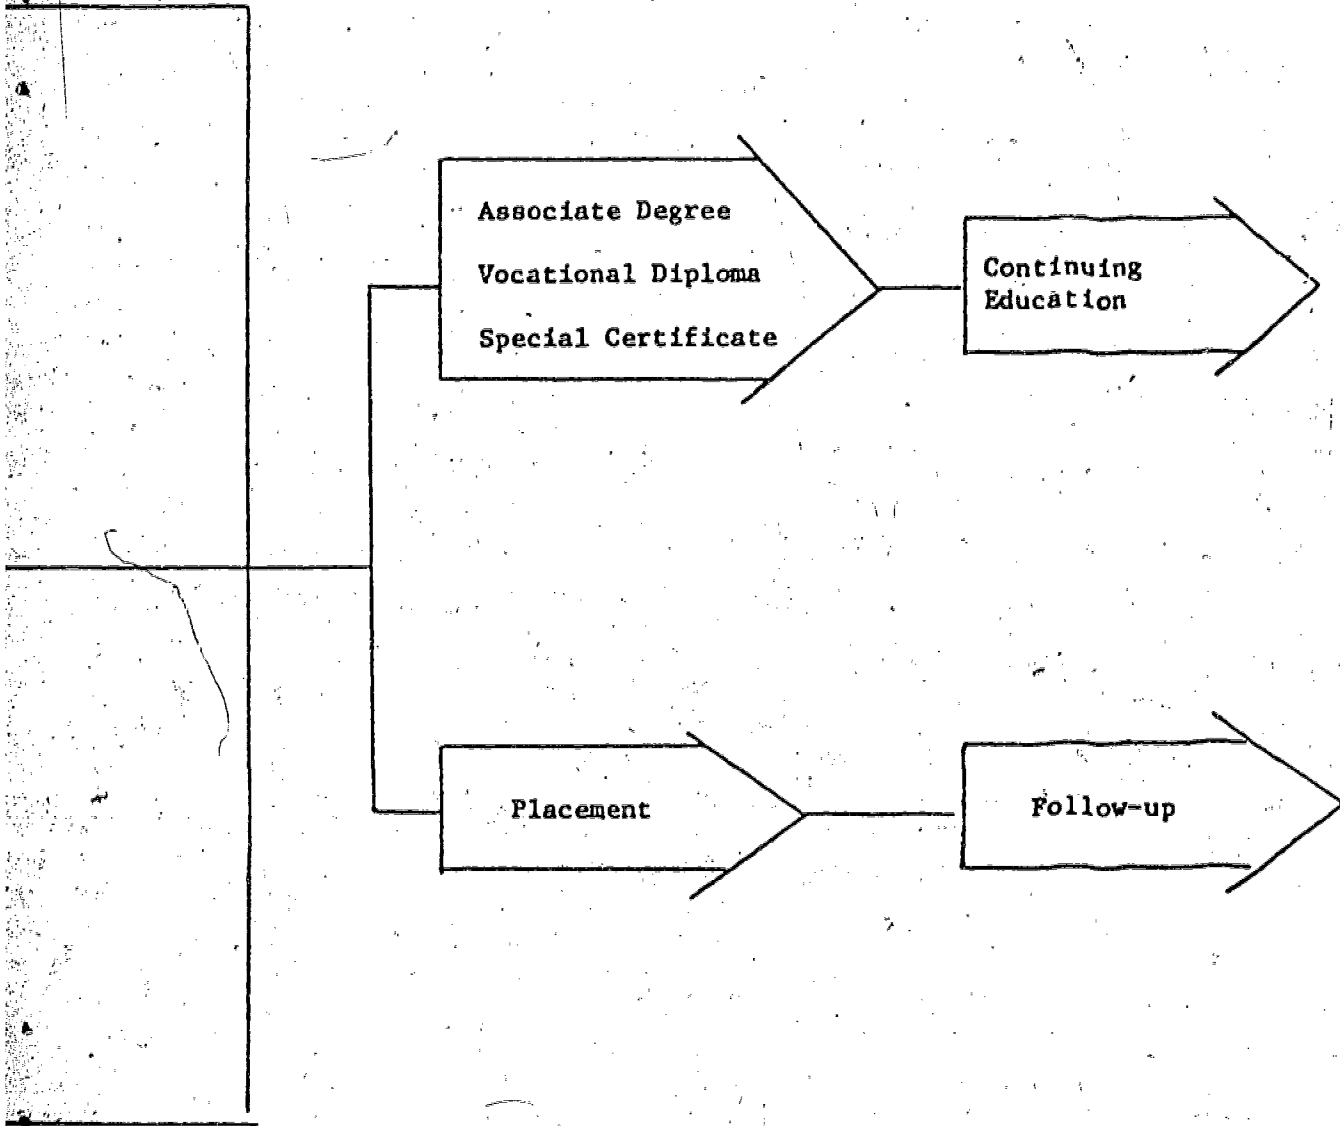 Associate Degree
Vocational Diploma
Special Certificate
Continuing
Education
Placement
Follow-up